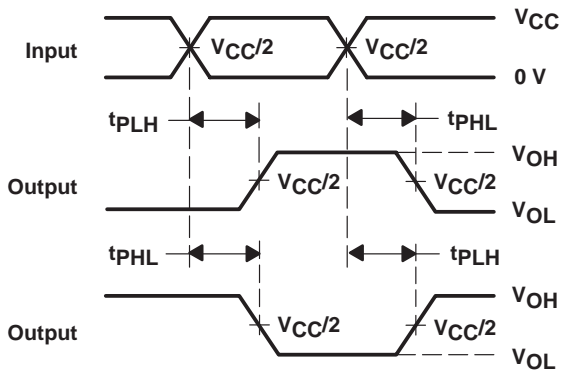 VCC
Input VCC/2 VCC/2
0 V
tPLH tPHL
VOH
Output VCC/2 VCC/2
VOL
tPHL tPLH
VOH
Output VCC/2 VCC/2
VOL